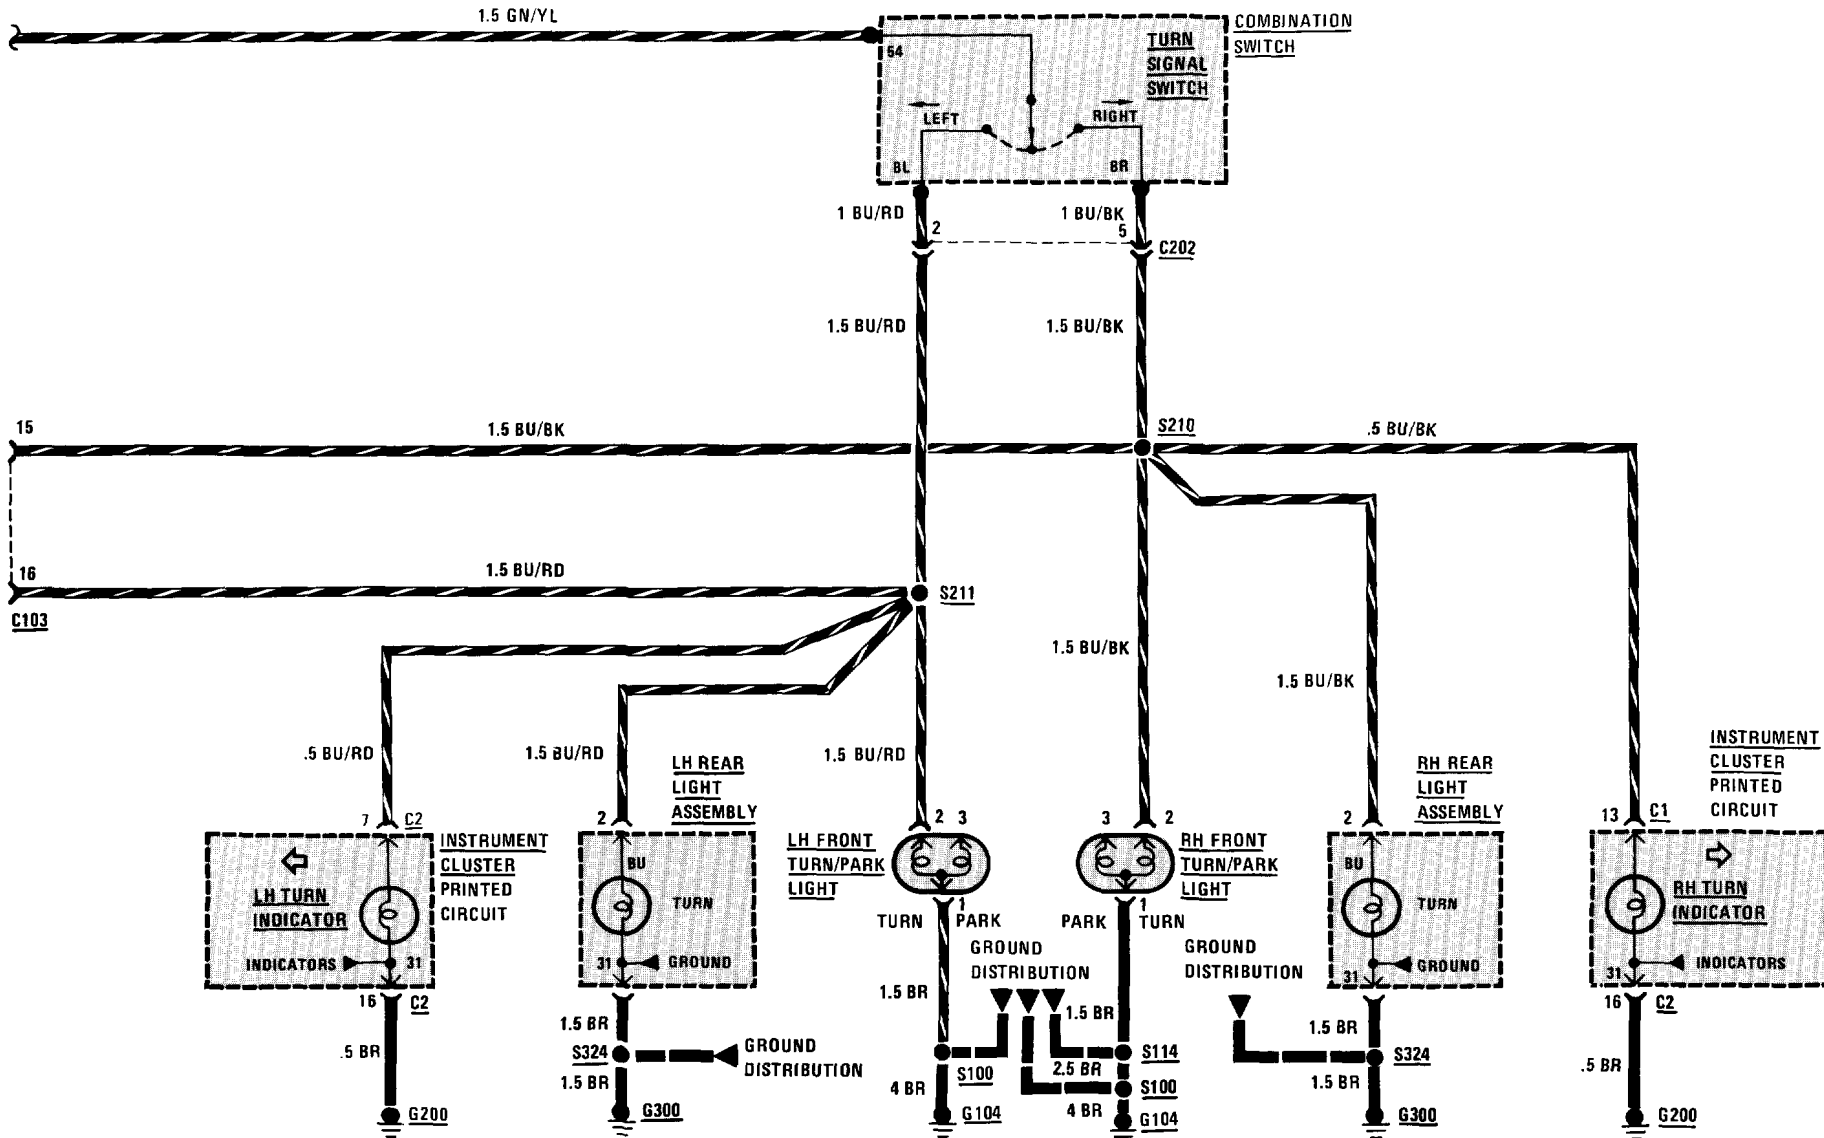 1.5 GN/YL
COMBINATION
SWITCH
54
TURN
SIGNAL
SWITCH
LEFT
RIGHT
BL
BR
1 BU/RD
1 BU/BK
2
5
C202
1.5 BU/RD
1.5 BU/BK
15
1.5 BU/BK
S210
.5 BU/BK
16
1.5 BU/RD
S211
C103
1.5 BU/BK
1.5 BU/BK
.5 BU/RD
1.5 BU/RD
1.5 BU/RD
LH REAR
LIGHT
ASSEMBLY
RH REAR
LIGHT
ASSEMBLY
INSTRUMENT
CLUSTER
PRINTED
CIRCUIT
7
C2
2
2
3
3
2
2
13
C1
INSTRUMENT
CLUSTER
PRINTED
CIRCUIT
LH TURN
INDICATOR
INDICATORS
31
BU
TURN
31
GROUND
LH FRONT
TURN/PARK
LIGHT
RH FRONT
TURN/PARK
LIGHT
BU
TURN
31
GROUND
RH TURN
INDICATOR
31
INDICATORS
1
1
TURN
PARK
PARK
TURN
GROUND
DISTRIBUTION
GROUND
DISTRIBUTION
16
C2
16
C2
1.5 BR
1.5 BR
1.5 BR
1.5 BR
.5 BR
S324
GROUND
DISTRIBUTION
S100
2.5 BR
S114
S324
.5 BR
1.5 BR
4 BR
S100
4 BR
1.5 BR
G200
G300
G104
G104
G300
G200